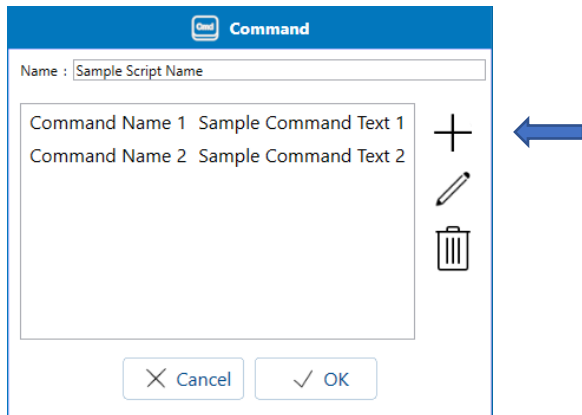 Cmd Command
Name : Sample Script Name
Command Name 1 Sample Command Text 1
Command Name 2 Sample Command Text 2
Cancel OK